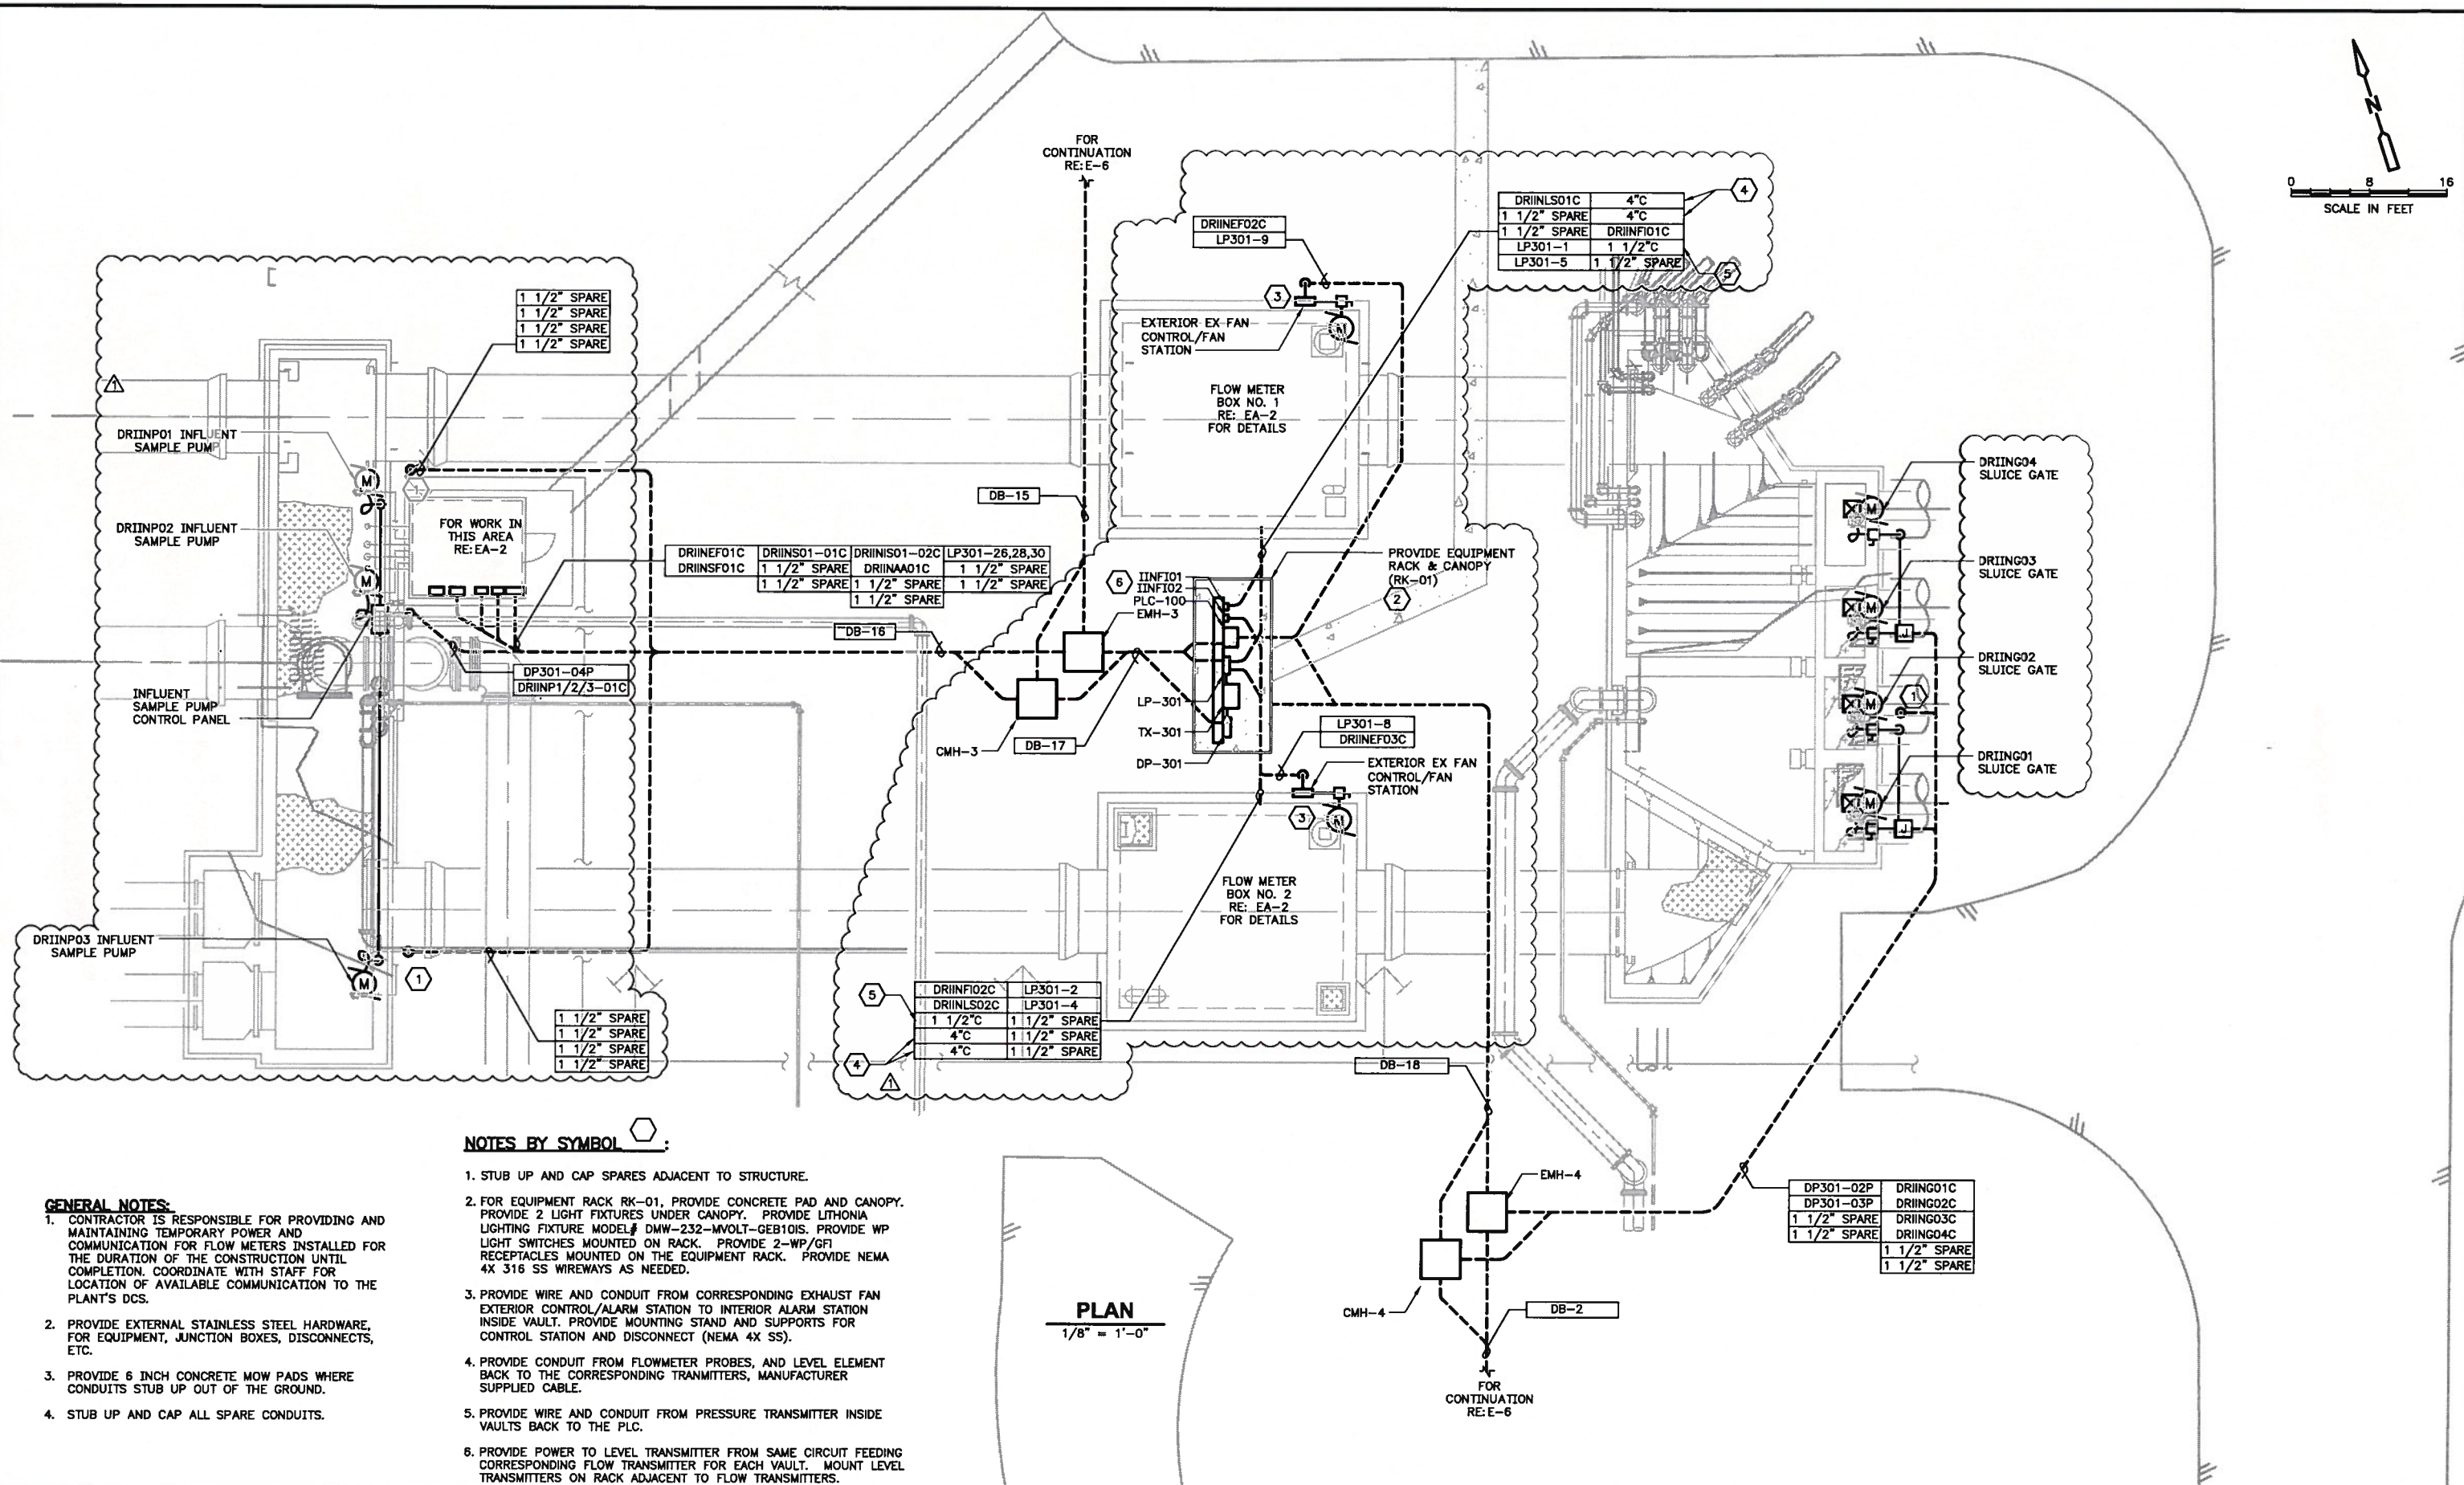 FOR
CONTINUATION
RE:E-6
N
0 8 16
SCALE IN FEET
DRIINLS01C 4"C
1 1/2" SPARE 4"C
1 1/2" SPARE DRIINFI01C
LP301-1 1 1/2"C
LP301-5 1 1/2" SPARE
4
5
DRIINEF02C
LP301-9
3
EXTERIOR EX FAN
CONTROL/FAN
STATION
M
FLOW METER
BOX NO. 1
RE: EA-2
FOR DETAILS
1 1/2" SPARE
1 1/2" SPARE
1 1/2" SPARE
1 1/2" SPARE
1
DRIINP01 INFLUENT
SAMPLE PUMP
M
1
DRIINP02 INFLUENT
SAMPLE PUMP
M
FOR WORK IN
THIS AREA
RE:EA-2
INFLUENT
SAMPLE PUMP
CONTROL PANEL
DP301-04P
DRIINP1/2/3-01C
DRIINEF01C DRIINS01-01C DRIINIS01-02C LP301-26,28,30
DRIINSF01C 1 1/2" SPARE DRIINAA01C 1 1/2" SPARE
1 1/2" SPARE 1 1/2" SPARE 1 1/2" SPARE
1 1/2" SPARE
DB-15
DB-16
DB-17
CMH-3
6
IINFI01
IINFI02
PLC-100
EMH-3
LP-301
TX-301
DP-301
PROVIDE EQUIPMENT
RACK & CANOPY
(RK-01)
2
LP301-8
DRIINEF03C
EXTERIOR EX FAN
CONTROL/FAN
STATION
3
M
FLOW METER
BOX NO. 2
RE: EA-2
FOR DETAILS
DRIING04
SLUICE GATE
M
DRIING03
SLUICE GATE
M
J
DRIING02
SLUICE GATE
M
1
DRIING01
SLUICE GATE
M
J
DRIINP03 INFLUENT
SAMPLE PUMP
M
1
1 1/2" SPARE
1 1/2" SPARE
1 1/2" SPARE
1 1/2" SPARE
5
4
1
DRIINFI02C LP301-2
DRIINLS02C LP301-4
1 1/2"C 1 1/2" SPARE
4"C 1 1/2" SPARE
4"C 1 1/2" SPARE
DB-18
EMH-4
CMH-4
DB-2
FOR
CONTINUATION
RE:E-6
DP301-02P DRIING01C
DP301-03P DRIING02C
1 1/2" SPARE DRIING03C
1 1/2" SPARE DRIING04C
1 1/2" SPARE
1 1/2" SPARE
PLAN
1/8" = 1'-0"
GENERAL NOTES:
1. CONTRACTOR IS RESPONSIBLE FOR PROVIDING AND
MAINTAINING TEMPORARY POWER AND
COMMUNICATION FOR FLOW METERS INSTALLED FOR
THE DURATION OF THE CONSTRUCTION UNTIL
COMPLETION. COORDINATE WITH STAFF FOR
LOCATION OF AVAILABLE COMMUNICATION TO THE
PLANT'S DCS.
2. PROVIDE EXTERNAL STAINLESS STEEL HARDWARE,
FOR EQUIPMENT, JUNCTION BOXES, DISCONNECTS,
ETC.
3. PROVIDE 6 INCH CONCRETE MOW PADS WHERE
CONDUITS STUB UP OUT OF THE GROUND.
4. STUB UP AND CAP ALL SPARE CONDUITS.
NOTES BY SYMBOL :
1. STUB UP AND CAP SPARES ADJACENT TO STRUCTURE.
2. FOR EQUIPMENT RACK RK-01, PROVIDE CONCRETE PAD AND CANOPY.
PROVIDE 2 LIGHT FIXTURES UNDER CANOPY. PROVIDE LITHONIA
LIGHTING FIXTURE MODEL# DMW-232-MVOLT-GEB10IS. PROVIDE WP
LIGHT SWITCHES MOUNTED ON RACK. PROVIDE 2-WP/GFI
RECEPTACLES MOUNTED ON THE EQUIPMENT RACK. PROVIDE NEMA
4X 316 SS WIREWAYS AS NEEDED.
3. PROVIDE WIRE AND CONDUIT FROM CORRESPONDING EXHAUST FAN
EXTERIOR CONTROL/ALARM STATION TO INTERIOR ALARM STATION
INSIDE VAULT. PROVIDE MOUNTING STAND AND SUPPORTS FOR
CONTROL STATION AND DISCONNECT (NEMA 4X SS).
4. PROVIDE CONDUIT FROM FLOWMETER PROBES, AND LEVEL ELEMENT
BACK TO THE CORRESPONDING TRANMITTERS, MANUFACTURER
SUPPLIED CABLE.
5. PROVIDE WIRE AND CONDUIT FROM PRESSURE TRANSMITTER INSIDE
VAULTS BACK TO THE PLC.
6. PROVIDE POWER TO LEVEL TRANSMITTER FROM SAME CIRCUIT FEEDING
CORRESPONDING FLOW TRANSMITTER FOR EACH VAULT. MOUNT LEVEL
TRANSMITTERS ON RACK ADJACENT TO FLOW TRANSMITTERS.